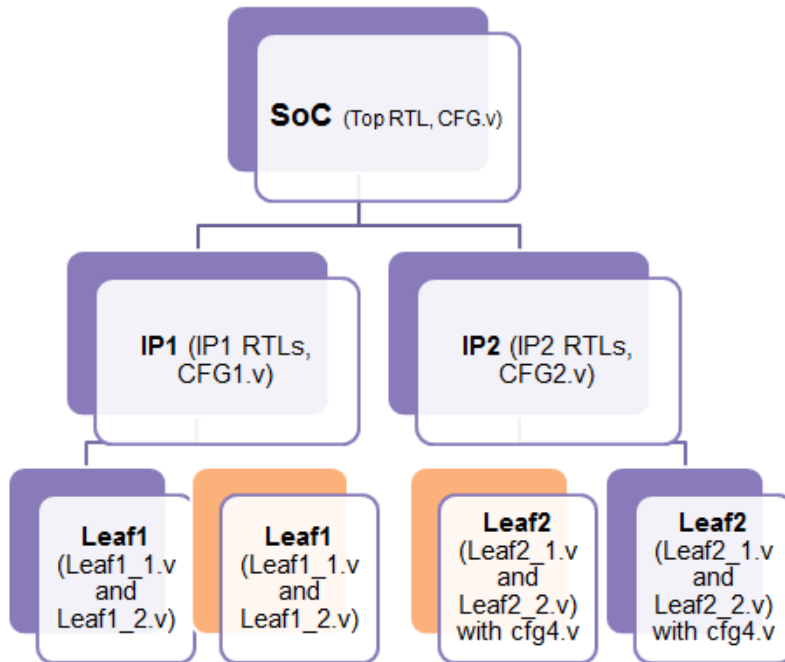 SoC (Top RTL, CFG.v)
IP1 (IP1 RTLs,
CFG1.v)
IP2 (IP2 RTLs,
CFG2.v)
Leaf1
(Leaf1_1.v
and
Leaf1_2.v)
Leaf1
(Leaf1_1.v
and
Leaf1_2.v)
Leaf2
(Leaf2_1.v
and
Leaf2_2.v)
with cfg4.v
Leaf2
(Leaf2_1.v
and
Leaf2_2.v)
with cfg4.v